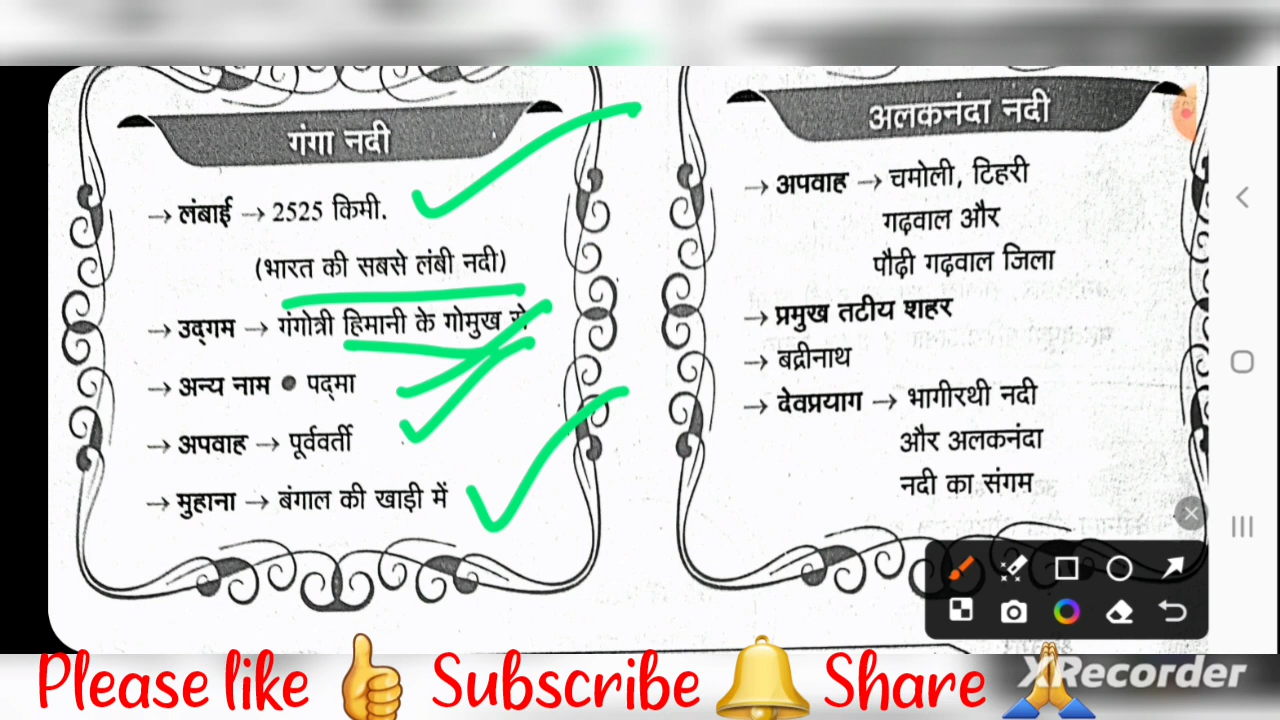 गंगा नदी
→ लंबाई → 2525 किमी.
(भारत की सबसे लंबी नदी)
→ उद्‌गम → गंगोत्री हिमानी के गोमुख से
→ अन्य नाम ● पद्‌मा
→ अपवाह → पूर्ववर्ती
→ मुहाना → बंगाल की खाड़ी में
अलकनंदा नदी
→ अपवाह → चमोली, टिहरी
गढ़वाल और
पौढ़ी गढ़वाल जिला
→ प्रमुख तटीय शहर
→ बद्रीनाथ
→ देवप्रयाग → भागीरथी नदी
और अलकनंदा
नदी का संगम
Please like Subscribe Share
XRecorder